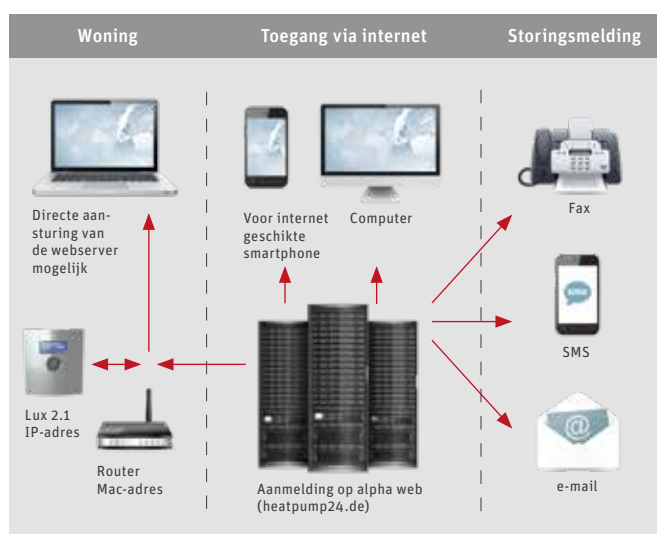 Woning
Toegang via internet
Storingsmelding
Directe aan-
sturing van
de webserver
mogelijk
Voor internet
geschikte
smartphone
Computer
Fax
SMS
Lux 2.1
IP-adres
Router
Mac-adres
Aanmelding op alpha web
(heatpump24.de)
@
e-mail